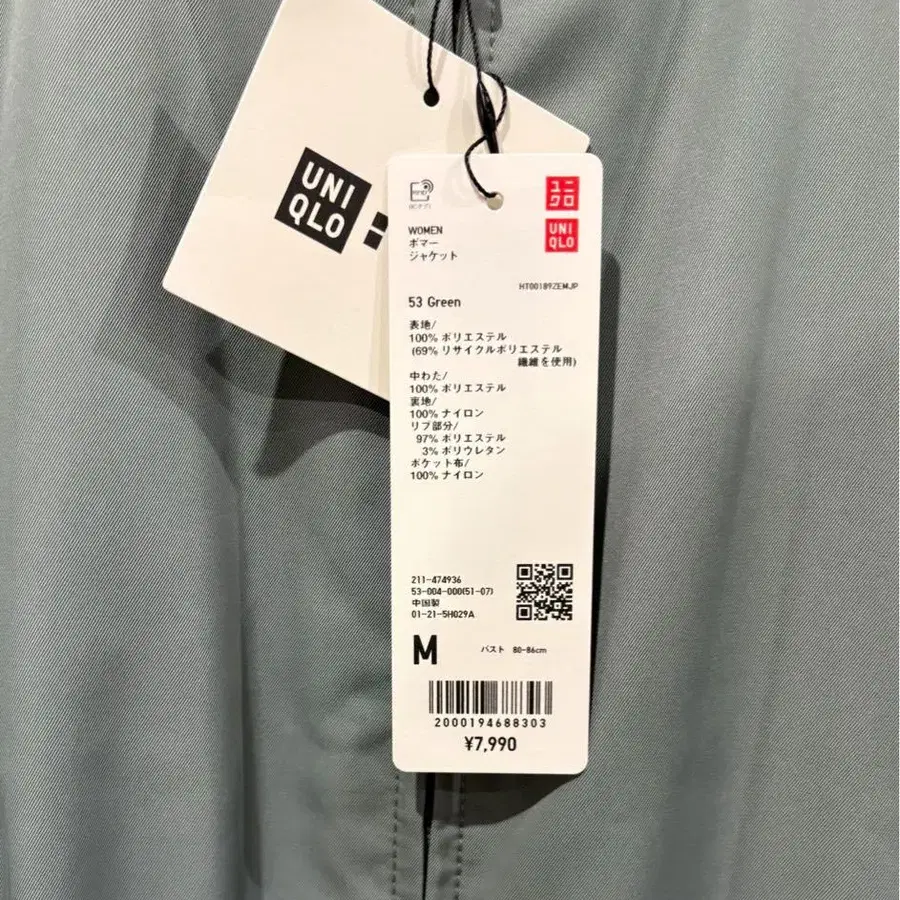 UNI
QLO
:
ユニ
クロ
UNI
QLO
WOMEN
ボマー
ジャケット
HT00189ZEMJP
53 Green
表地/
100% ポリエステル
(69% リサイクルポリエステル
繊維を使用)
中わた/
100% ポリエステル
裏地/
100% ナイロン
リブ部分/
97% ポリエステル
3% ポリウレタン
ポケット布/
100% ナイロン
211-474936
53-004-000(51-07)
中国製
01-21-5H029A
M バスト 80-86cm
2000194688303
¥7,990